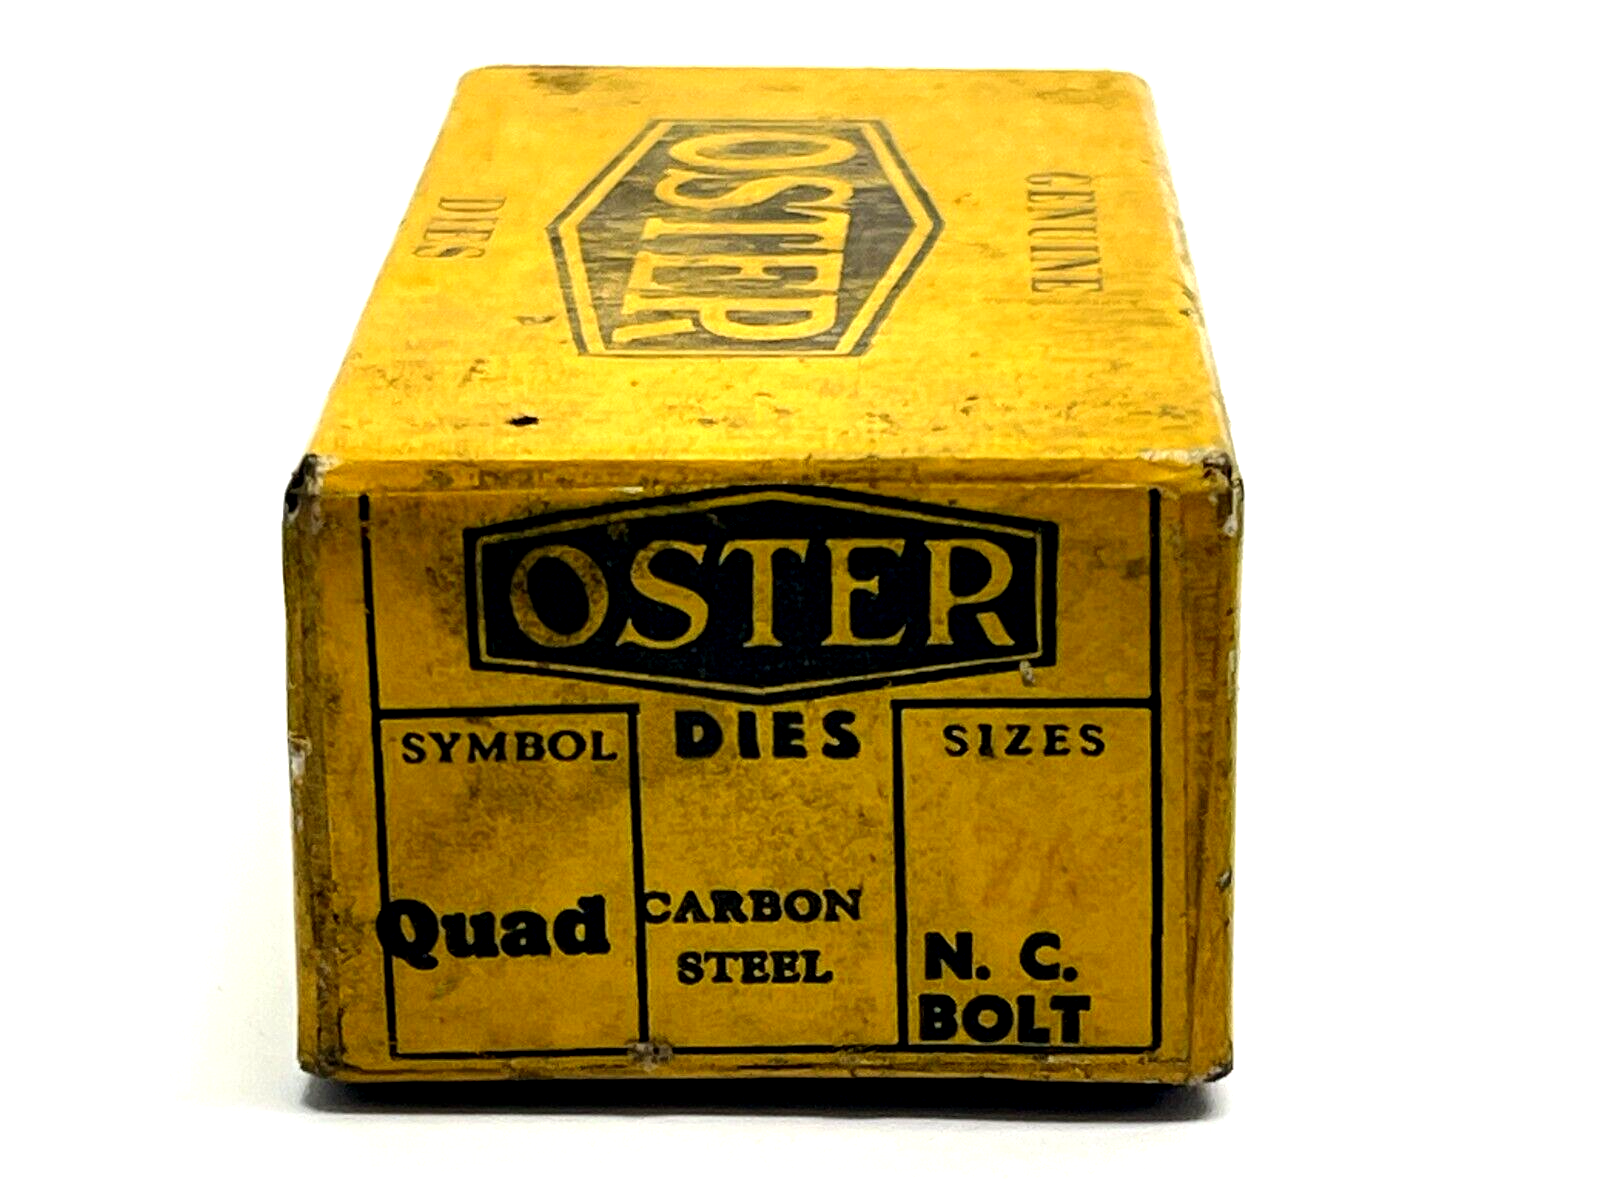 GENUINE
OSTER
DIES
OSTER
DIES
SYMBOL
Quad
CARBON
STEEL
SIZES
N. C.
BOLT